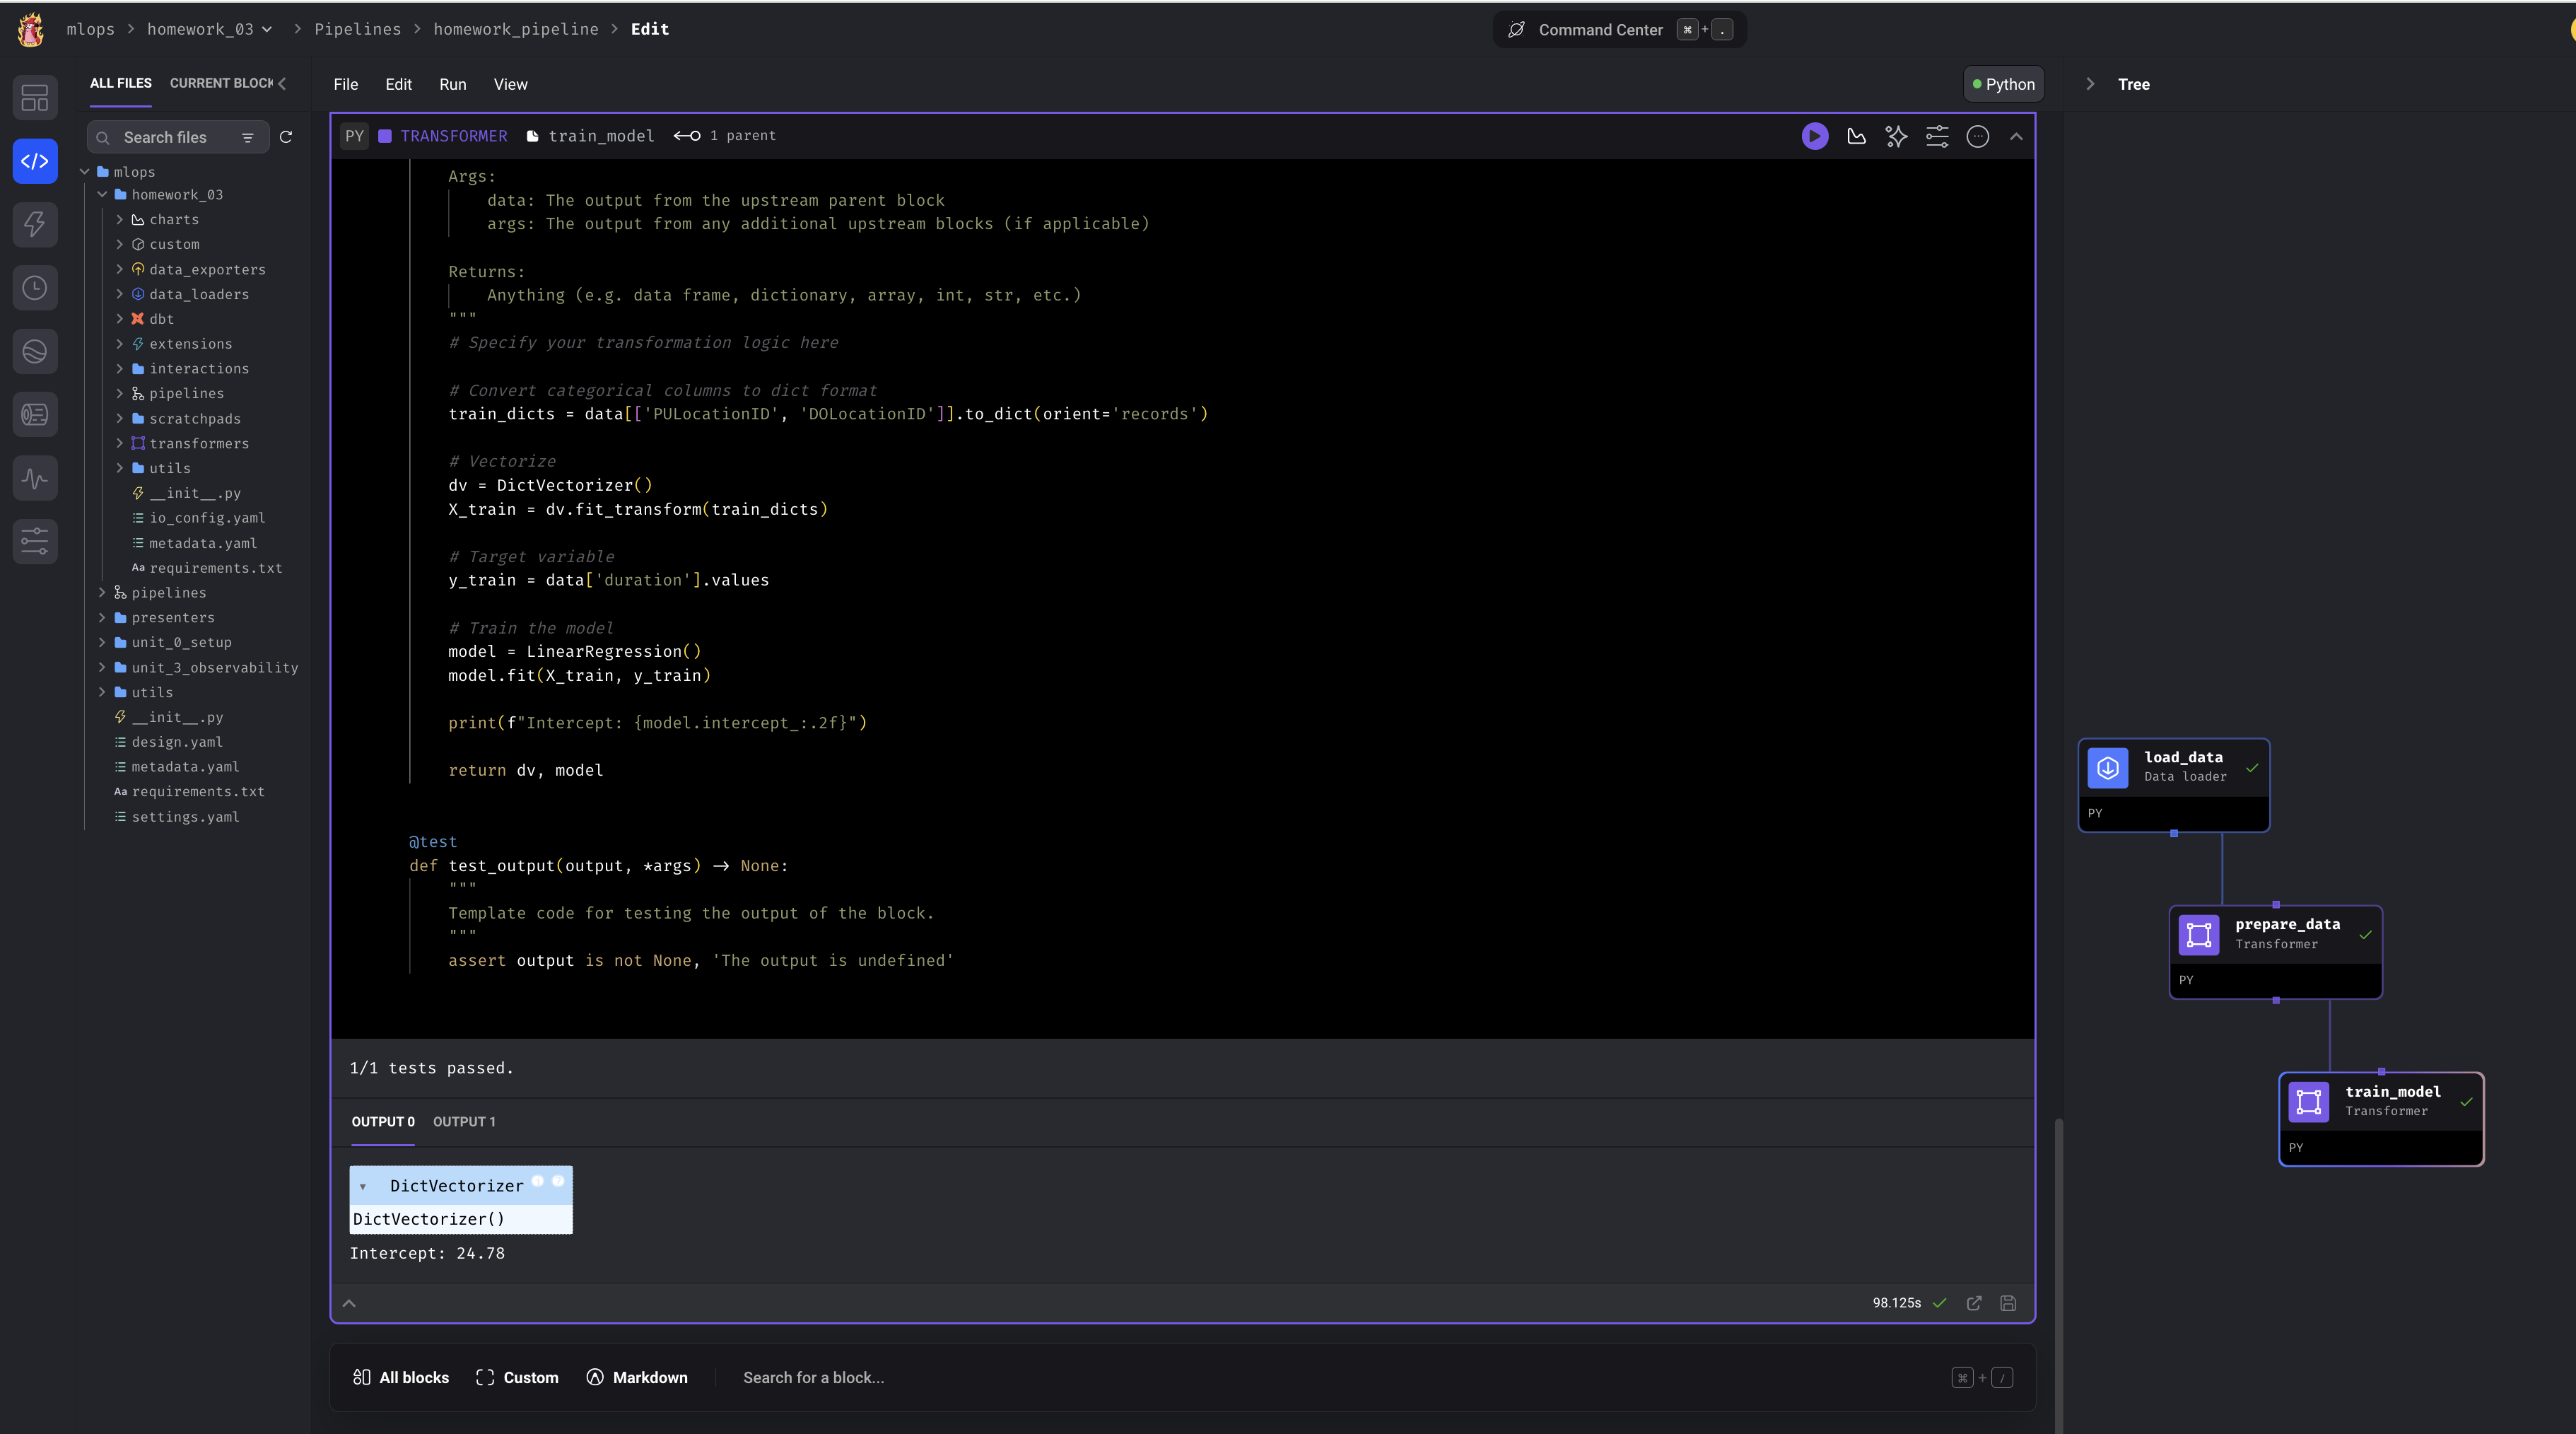 mlops > homework_03 > Pipelines > homework_pipeline > Edit
Command Center ⌘ + .
ALL FILES CURRENT BLOCK
Search files
mlops
homework_03
charts
custom
data_exporters
data_loaders
dbt
extensions
interactions
pipelines
scratchpads
transformers
utils
__init__.py
io_config.yaml
metadata.yaml
Aa requirements.txt
pipelines
presenters
unit_0_setup
unit_3_observability
utils
__init__.py
design.yaml
metadata.yaml
Aa requirements.txt
settings.yaml
File Edit Run View
Python
PY TRANSFORMER train_model 1 parent
Args:
data: The output from the upstream parent block
args: The output from any additional upstream blocks (if applicable)
Returns:
Anything (e.g. data frame, dictionary, array, int, str, etc.)
"""
# Specify your transformation logic here
# Convert categorical columns to dict format
train_dicts = data[['PULocationID', 'DOLocationID']].to_dict(orient='records')
# Vectorize
dv = DictVectorizer()
X_train = dv.fit_transform(train_dicts)
# Target variable
y_train = data['duration'].values
# Train the model
model = LinearRegression()
model.fit(X_train, y_train)
print(f"Intercept: {model.intercept_:.2f}")
return dv, model
@test
def test_output(output, *args) -> None:
"""
Template code for testing the output of the block.
"""
assert output is not None, 'The output is undefined'
1/1 tests passed.
OUTPUT 0 OUTPUT 1
DictVectorizer
DictVectorizer()
Intercept: 24.78
98.125s
All blocks Custom Markdown Search for a block... ⌘ + /
Tree
load_data
Data loader
PY
prepare_data
Transformer
PY
train_model
Transformer
PY